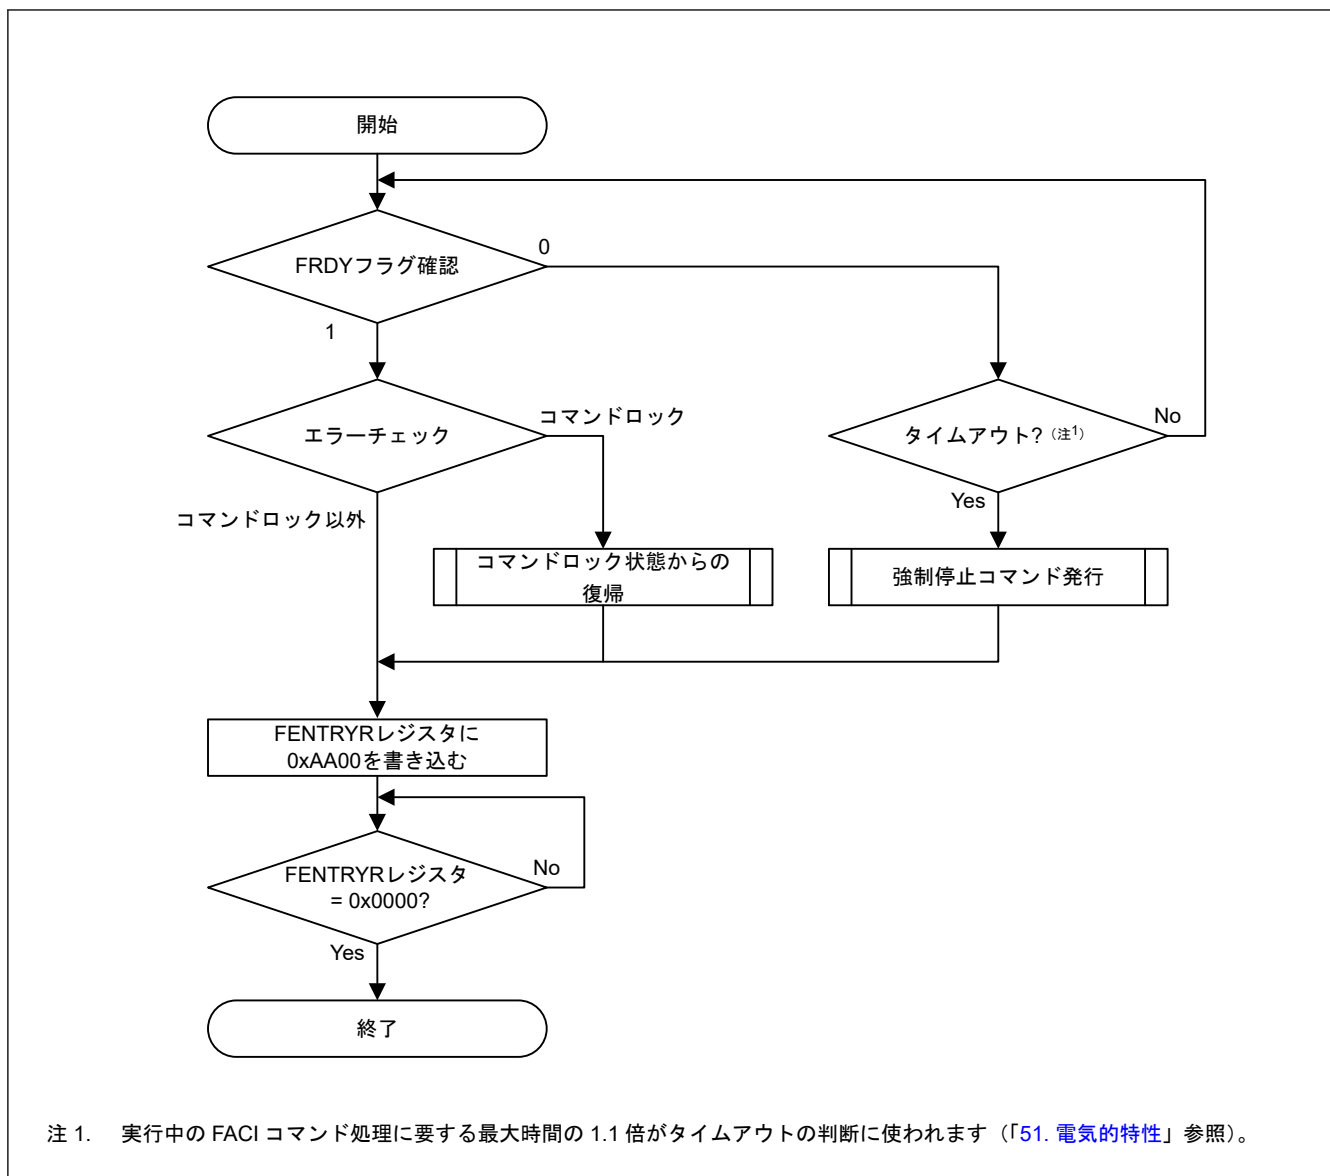 開始
FRDYフラグ確認
0
1
エラーチェック
コマンドロック
タイムアウト? (注1)
No
Yes
コマンドロック以外
コマンドロック状態からの
復帰
強制停止コマンド発行
FENTRYRレジスタに
0xAA00を書き込む
FENTRYRレジスタ
= 0x0000?
No
Yes
終了
注 1. 実行中の FACI コマンド処理に要する最大時間の 1.1 倍がタイムアウトの判断に使われます（「51. 電気的特性」参照）。